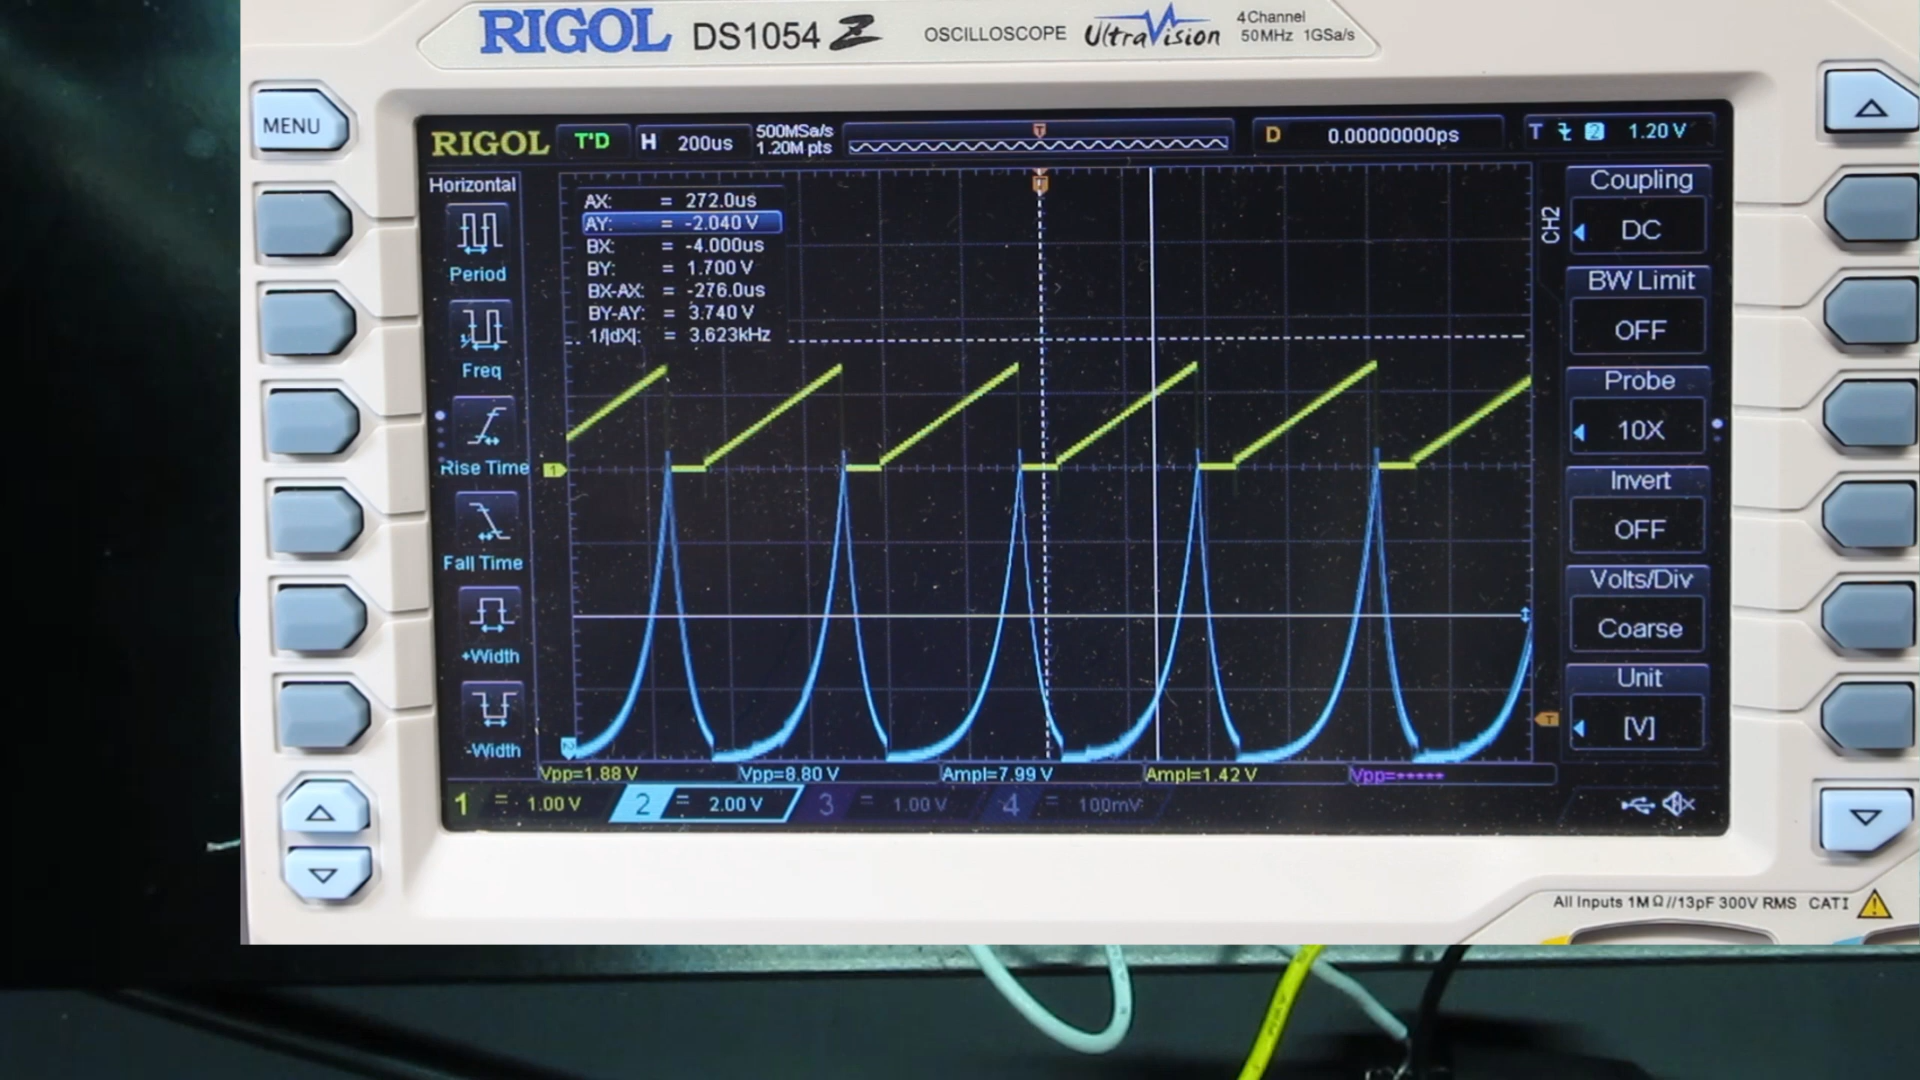 RIGOL DS1054 Z OSCILLOSCOPE UltraVision 4 Channel 50MHz 1GSa/s
MENU
RIGOL T'D H 200us 500MSa/s 1.20M pts D 0.00000000ps T 2 1.20 V
Horizontal
Period
Freq
Rise Time
Fall Time
+Width
-Width
AX: = 272.0us
AY: = -2.040 V
BX: = -4.000us
BY: = 1.700 V
BX-AX: = -276.0us
BY-AY: = 3.740 V
1/|dX|: = 3.623kHz
T
1
2
T
CH2
Coupling
DC
BW Limit
OFF
Probe
10X
Invert
OFF
Volts/Div
Coarse
Unit
[V]
Vpp=1.88 V Vpp=8.80 V Ampl=7.99 V Ampl=1.42 V Vpp=*****
1 = 1.00 V 2 = 2.00 V 3 = 1.00 V 4 = 100mV
All Inputs 1MΩ//13pF 300V RMS CAT I